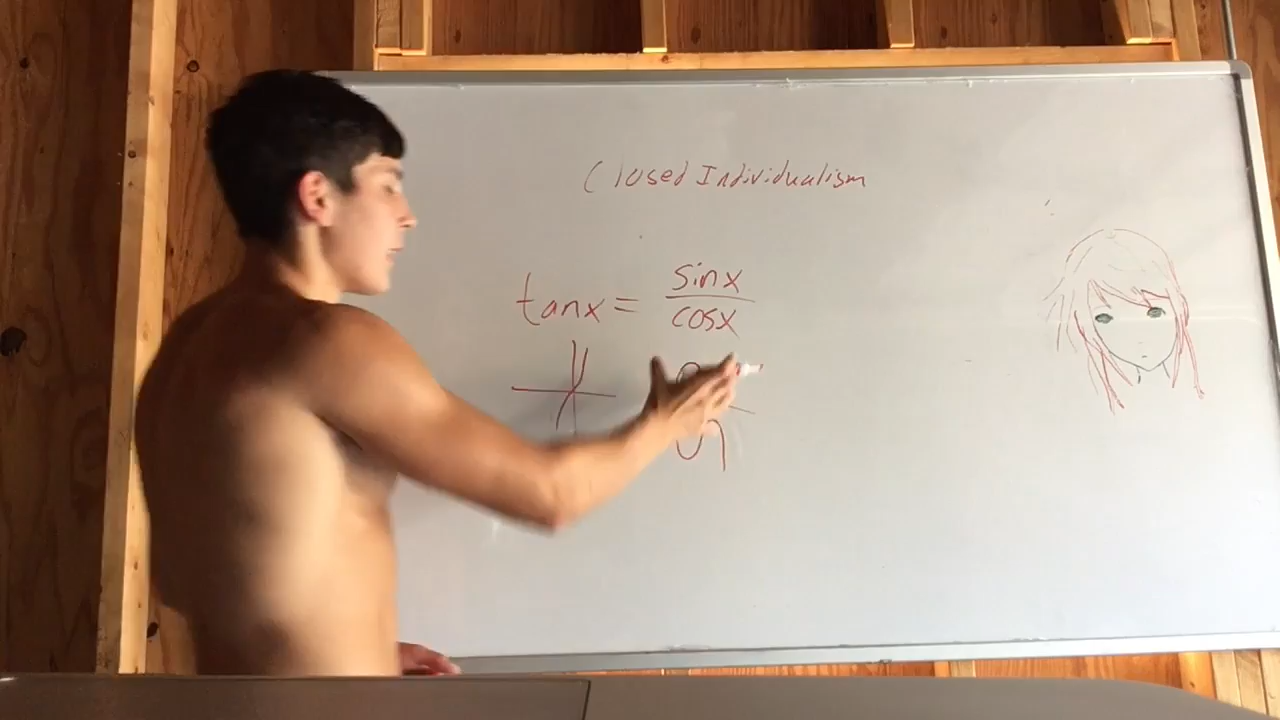 Closed Individualism
tanx = sinx
cosx